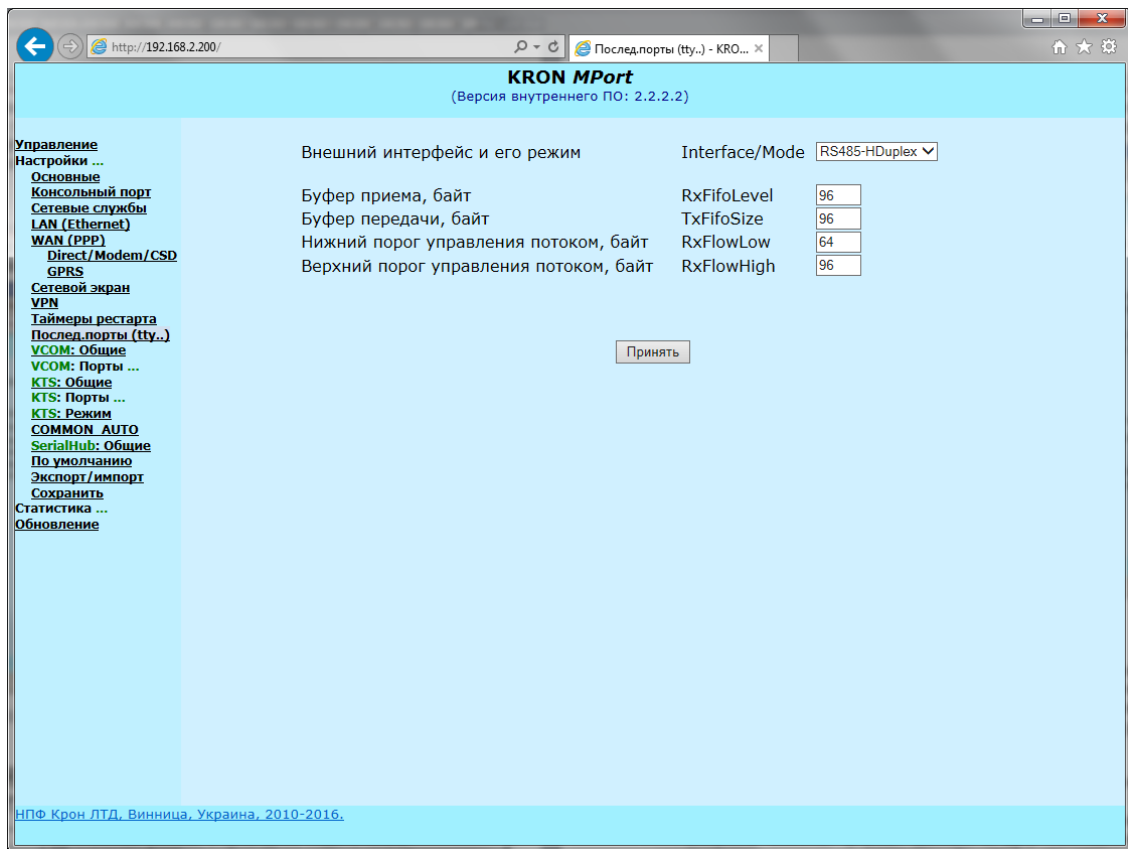 http://192.168.2.200/
Послед.порты (tty..) - KRO...
KRON MPort
(Версия внутреннего ПО: 2.2.2.2)
Управление
Настройки ...
Основные
Консольный порт
Сетевые службы
LAN (Ethernet)
WAN (PPP)
Direct/Modem/CSD
GPRS
Сетевой экран
VPN
Таймеры рестарта
Послед.порты (tty..)
VCOM: Общие
VCOM: Порты ...
KTS: Общие
KTS: Порты ...
KTS: Режим
COMMON_AUTO
SerialHub: Общие
По умолчанию
Экспорт/импорт
Сохранить
Статистика ...
Обновление
Внешний интерфейс и его режим Interface/Mode RS485-HDuplex
Буфер приема, байт RxFifoLevel 96
Буфер передачи, байт TxFifoSize 96
Нижний порог управления потоком, байт RxFlowLow 64
Верхний порог управления потоком, байт RxFlowHigh 96
Принять
НПФ Крон ЛТД, Винница, Украина, 2010-2016.